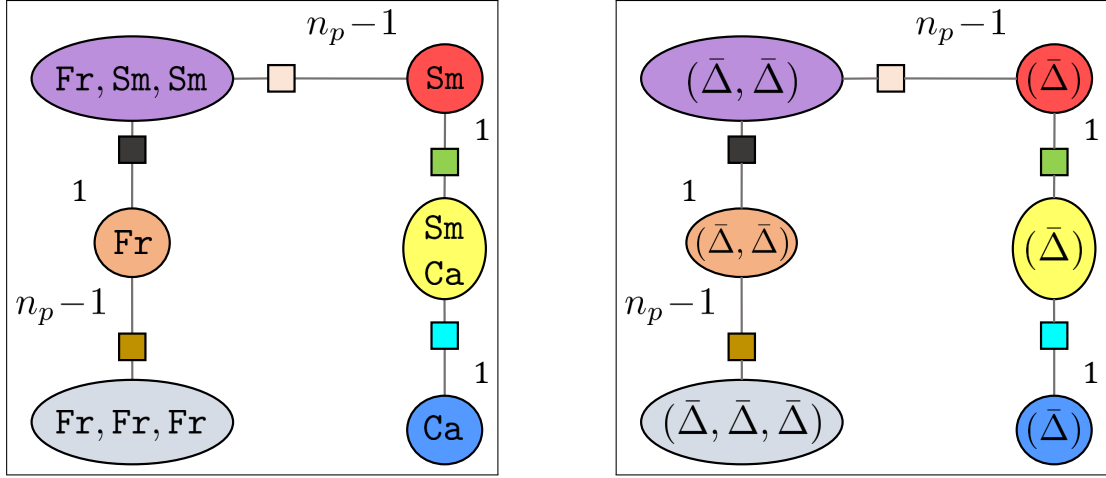 n_p−1
Fr, Sm, Sm
Sm
1
1
Fr
Sm
Ca
n_p−1
1
Fr, Fr, Fr
Ca
n_p−1
(Δ̄, Δ̄)
(Δ̄)
1
1
(Δ̄, Δ̄)
(Δ̄)
n_p−1
1
(Δ̄, Δ̄, Δ̄)
(Δ̄)